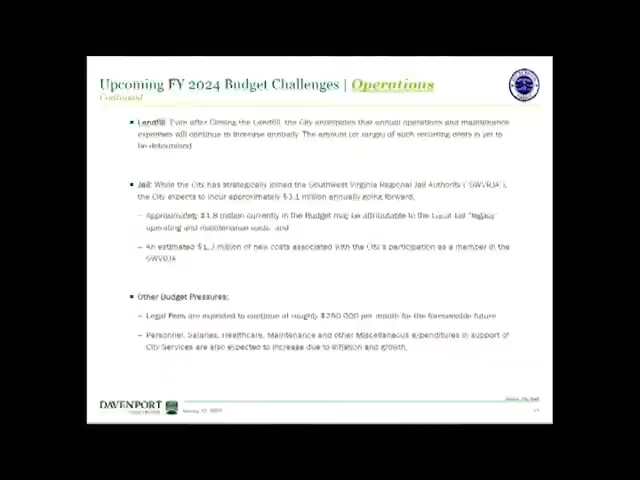 Upcoming FY 2024 Budget Challenges | Operations
Continued
▪ Landfill: Even after Closing the Landfill, the City anticipates that annual operations and maintenance
expenses will continue to increase annually. The amount (or range) of such recurring costs is yet to
be determined
▪ Jail: While the City has strategically joined the Southwest Virginia Regional Jail Authority ("SWVRJA"),
the City expects to incur approximately $3.1 million annually going forward.
– Approximately $1.8 million currently in the Budget may be attributable to the Local Jail "legacy"
operating and maintenance costs and
– An estimated million of new costs associated with the City's participation as a member in the
SWVRJA
▪ Other Budget Pressures:
– Legal Fees are expected to continue at roughly $250,000 per month for the foreseeable future
– Personnel, Salaries, Healthcare, Maintenance and other Miscellaneous expenditures in support of
City Services are also expected to increase due to inflation and growth.
DAVENPORT